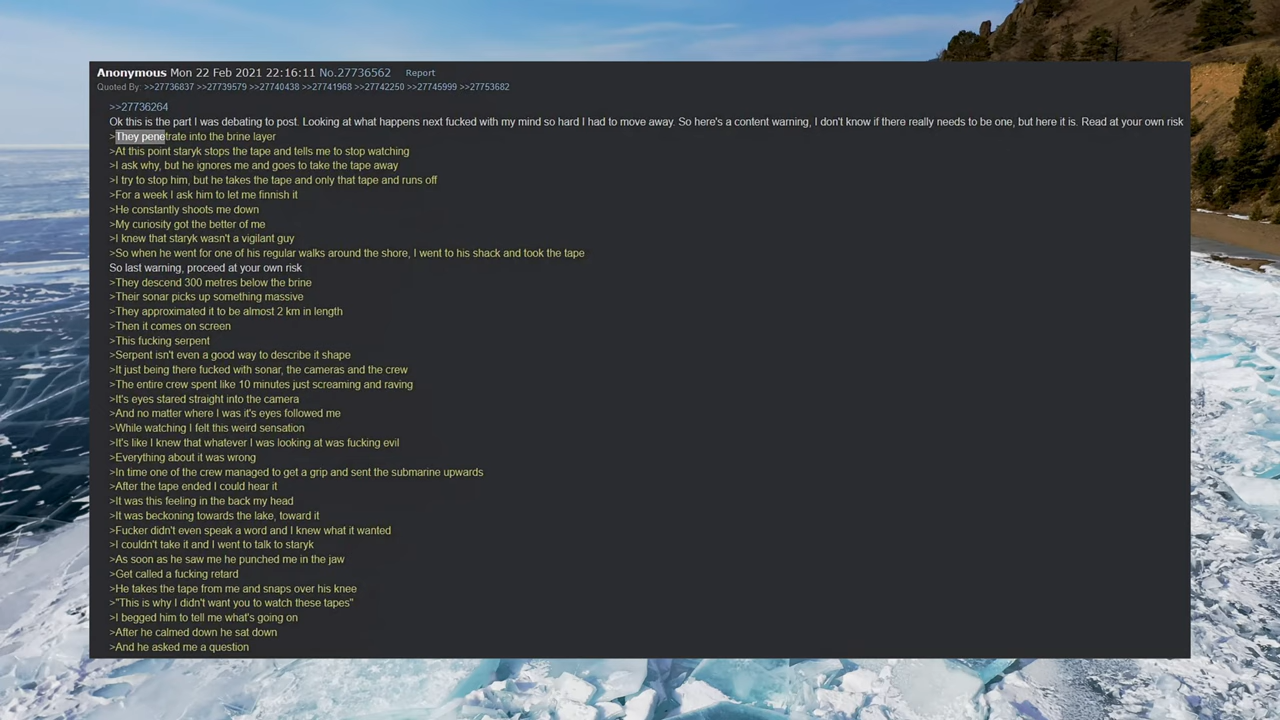 Anonymous Mon 22 Feb 2021 22:16:11 No.27736562 Report
Quoted By: >>27736837 >>27739579 >>27740438 >>27741968 >>27742250 >>27745999 >>27753682
>>27736264
Ok this is the part I was debating to post. Looking at what happens next fucked with my mind so hard I had to move away. So here's a content warning, I don't know if there really needs to be one, but here it is. Read at your own risk
>They penetrate into the brine layer
>At this point staryk stops the tape and tells me to stop watching
>I ask why, but he ignores me and goes to take the tape away
>I try to stop him, but he takes the tape and only that tape and runs off
>For a week I ask him to let me finnish it
>He constantly shoots me down
>My curiosity got the better of me
>I knew that staryk wasn't a vigilant guy
>So when he went for one of his regular walks around the shore, I went to his shack and took the tape
So last warning, proceed at your own risk
>They descend 300 metres below the brine
>Their sonar picks up something massive
>They approximated it to be almost 2 km in length
>Then it comes on screen
>This fucking serpent
>Serpent isn't even a good way to describe it shape
>It just being there fucked with sonar, the cameras and the crew
>The entire crew spent like 10 minutes just screaming and raving
>It's eyes stared straight into the camera
>And no matter where I was it's eyes followed me
>While watching I felt this weird sensation
>It's like I knew that whatever I was looking at was fucking evil
>Everything about it was wrong
>In time one of the crew managed to get a grip and sent the submarine upwards
>After the tape ended I could hear it
>It was this feeling in the back my head
>It was beckoning towards the lake, toward it
>Fucker didn't even speak a word and I knew what it wanted
>I couldn't take it and I went to talk to staryk
>As soon as he saw me he punched me in the jaw
>Get called a fucking retard
>He takes the tape from me and snaps over his knee
>"This is why I didn't want you to watch these tapes"
>I begged him to tell me what's going on
>After he calmed down he sat down
>And he asked me a question